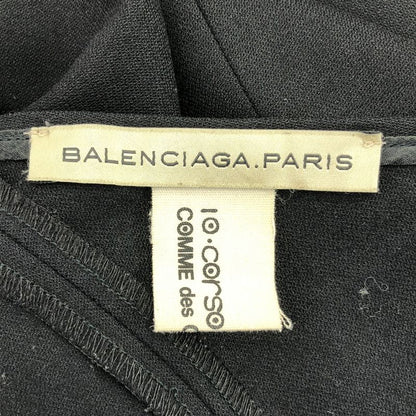 BALENCIAGA.PARIS
10·corso
COMME des